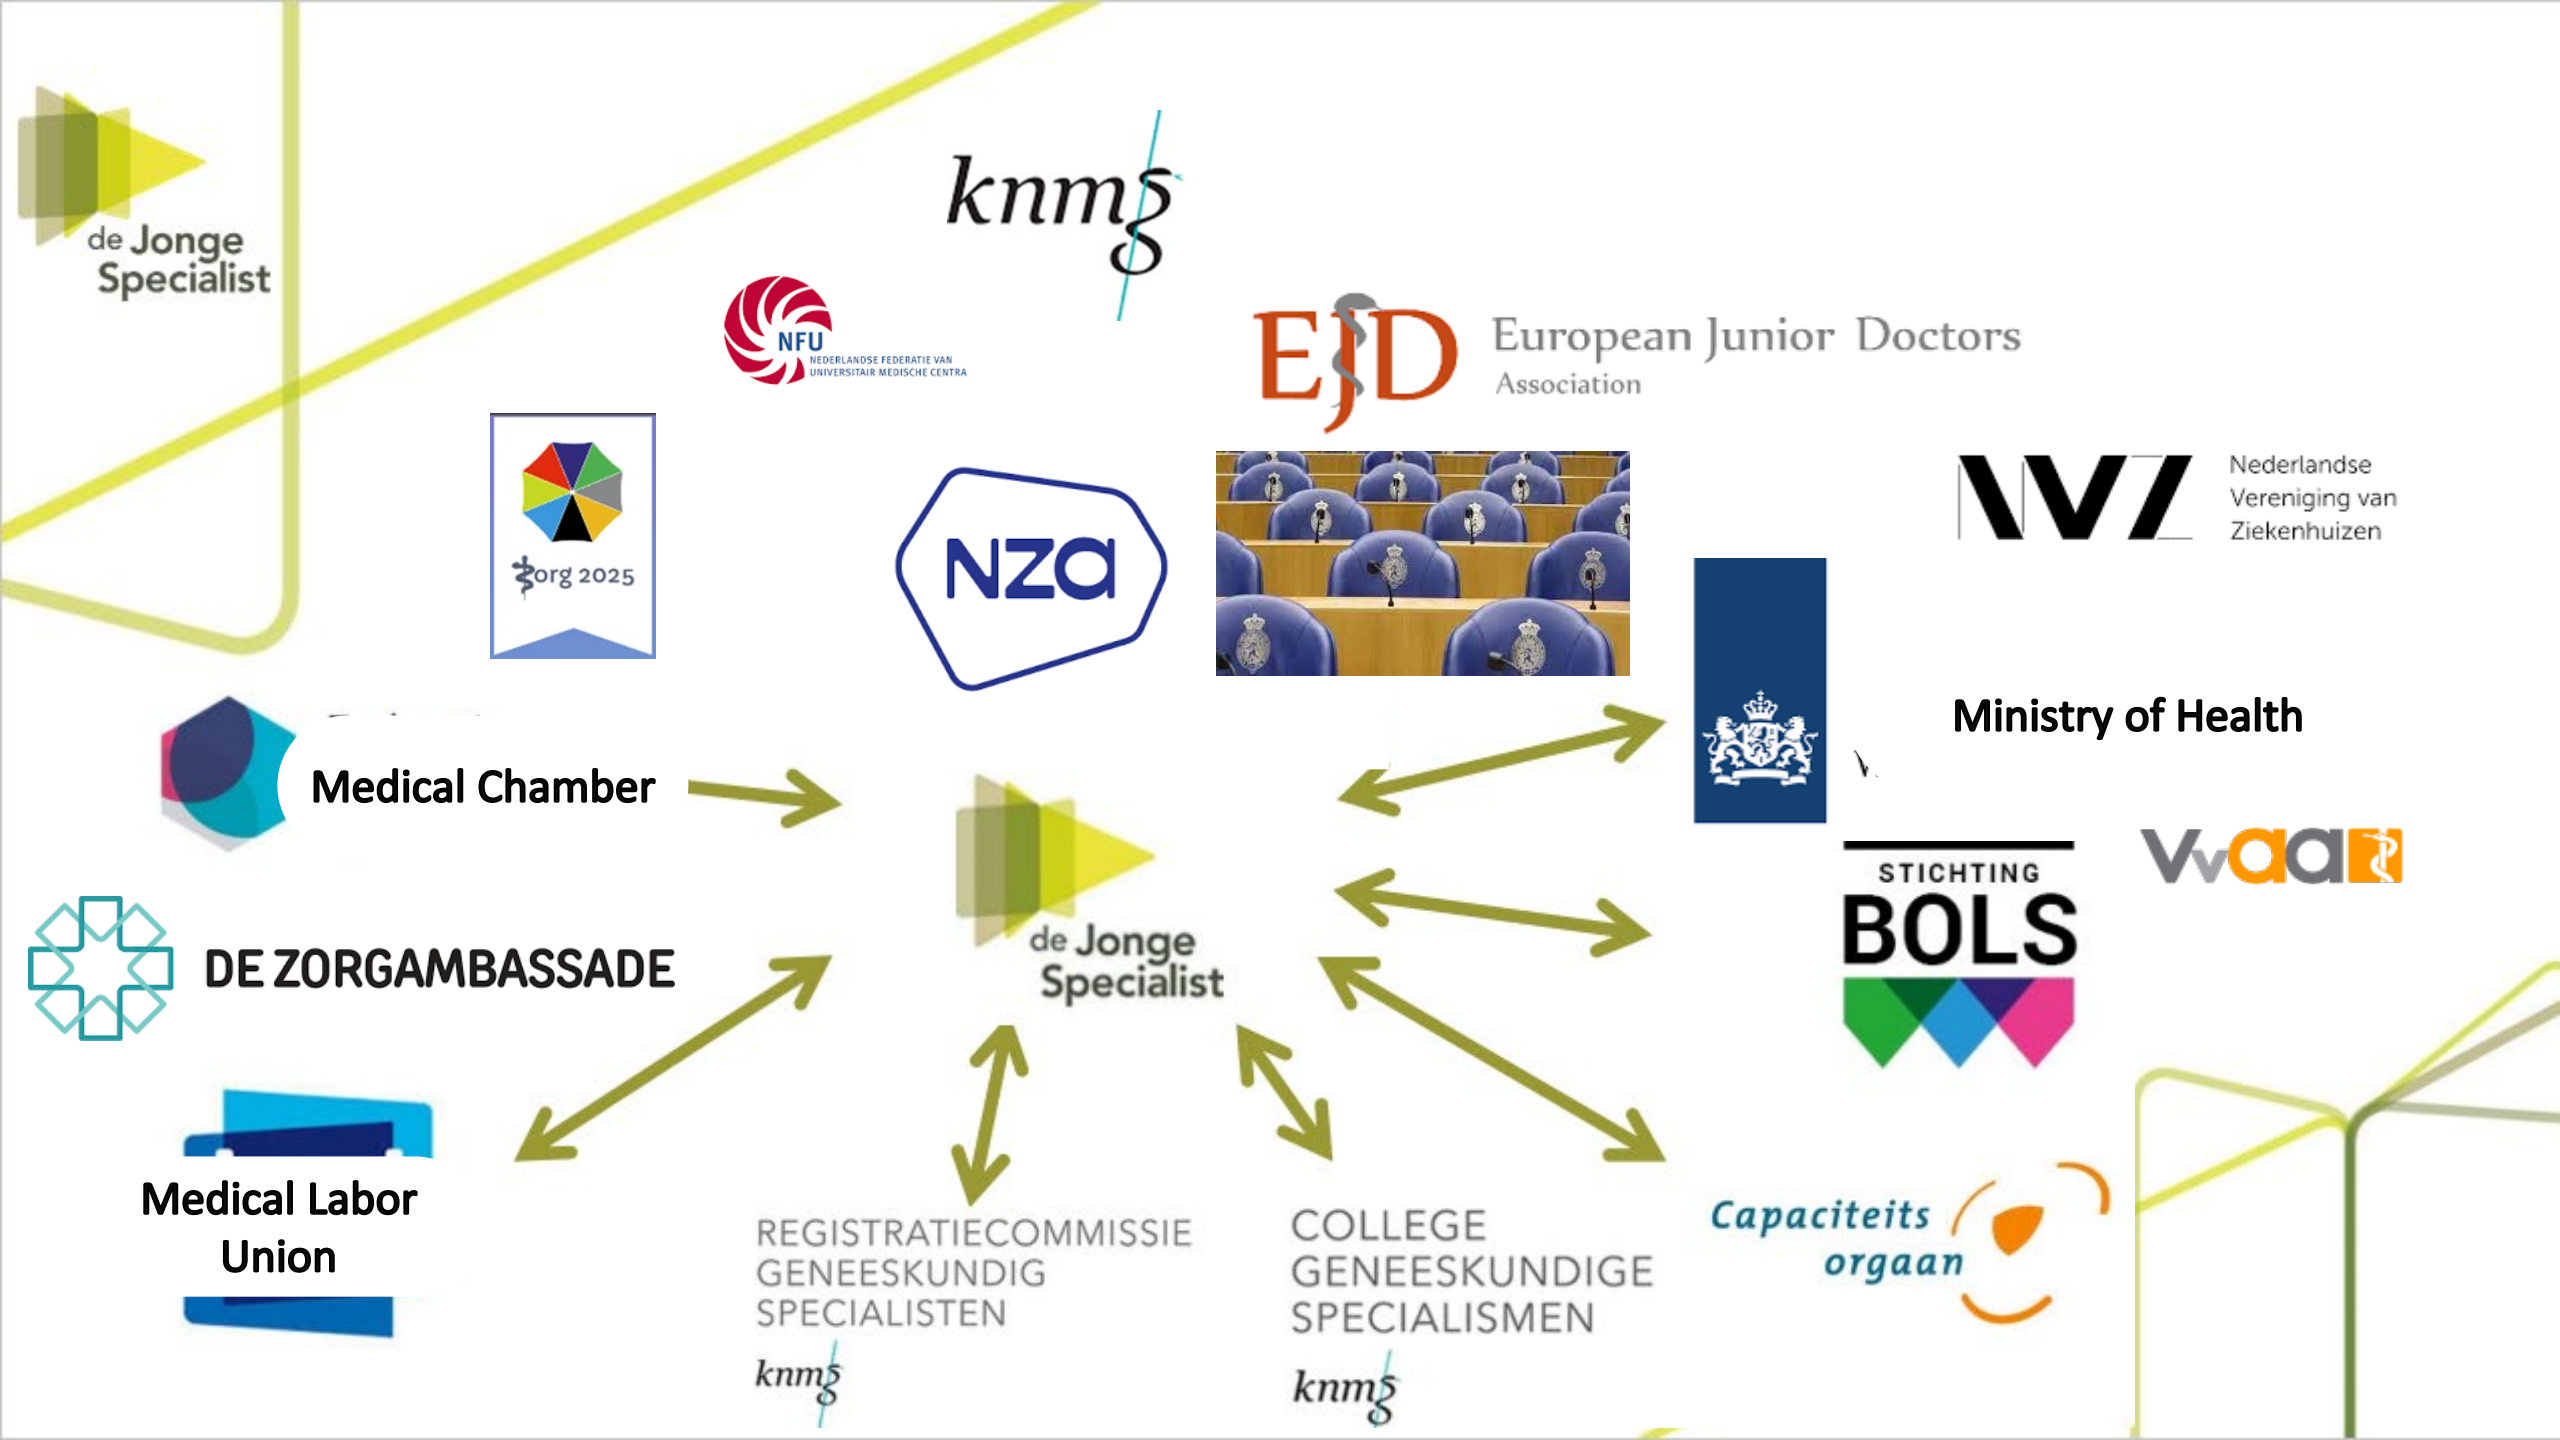 de Jonge
Specialist
knmg
NFU
NEDERLANDSE FEDERATIE VAN
UNIVERSITAIR MEDISCHE CENTRA
EJD European Junior Doctors
Association
Zorg 2025
NZa
NVZ
Nederlandse
Vereniging van
Ziekenhuizen
Medical Chamber
Ministry of Health
de Jonge
Specialist
STICHTING
BOLS
VvAA
DE ZORGAMBASSADE
Medical Labor
Union
REGISTRATIECOMMISSIE
GENEESKUNDIG
SPECIALISTEN
knmg
COLLEGE
GENEESKUNDIGE
SPECIALISMEN
knmg
Capaciteits
orgaan